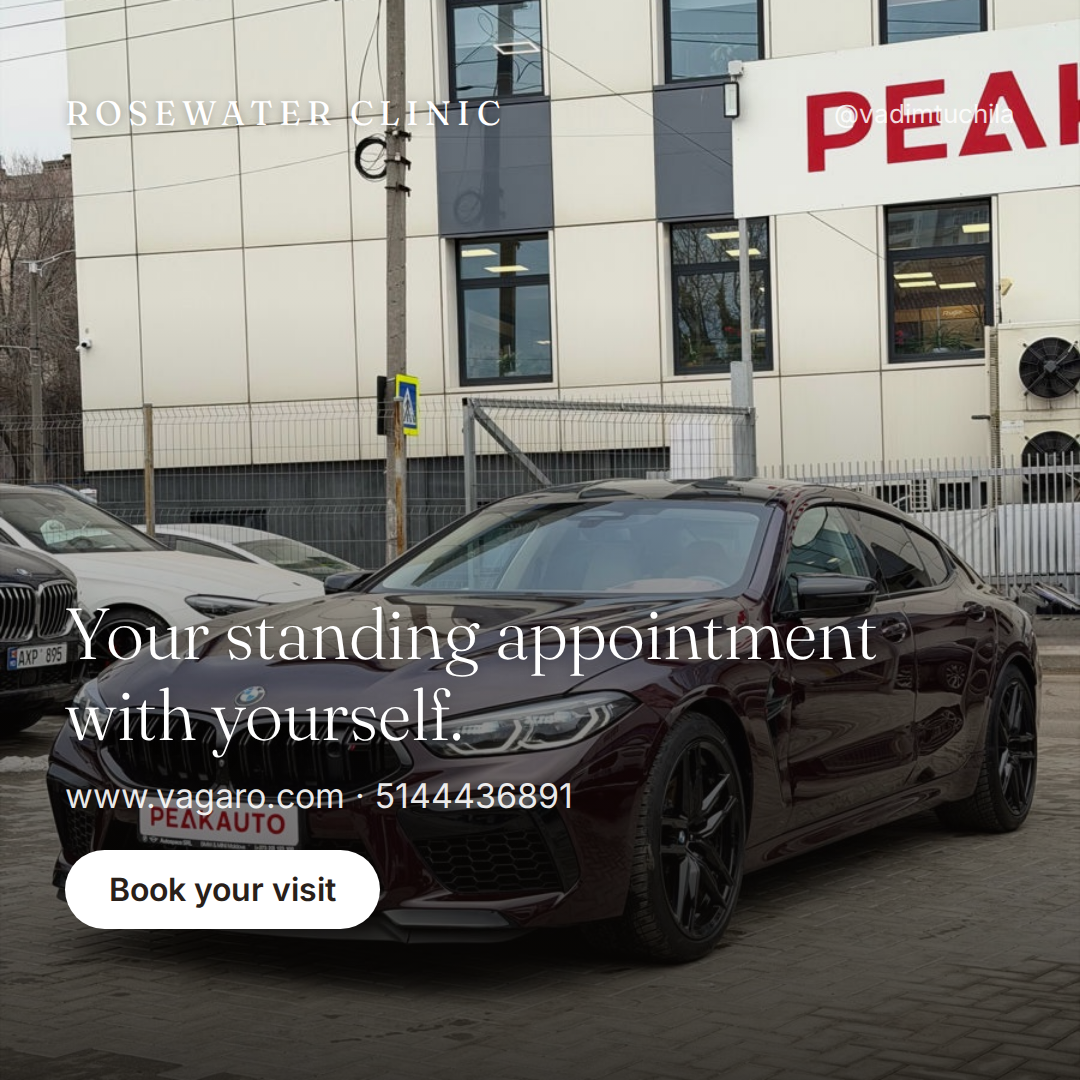 ROSEWATER CLINIC
@vadimtuchila
PEAK
AXP 895
Your standing appointment
with yourself.
www.vagaro.com · 5144436891
PEAKAUTO
Book your visit